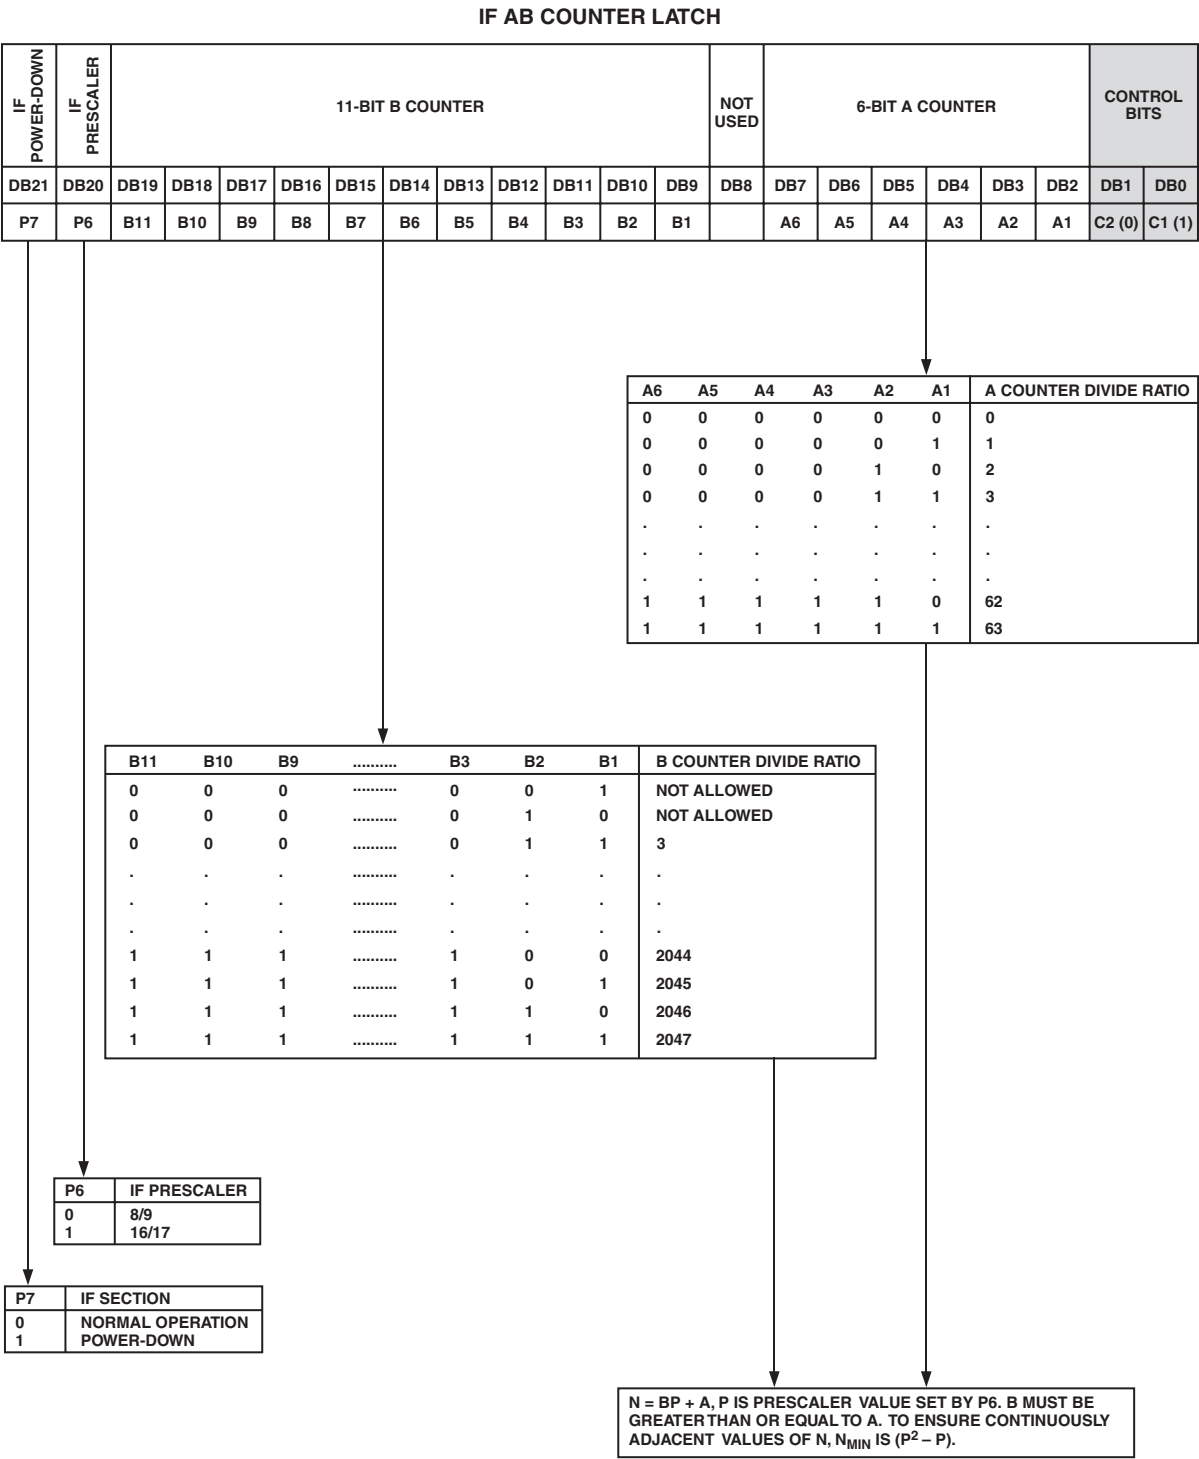 IF AB COUNTER LATCH
IF POWER-DOWN
IF PRESCALER
11-BIT B COUNTER
NOT USED
6-BIT A COUNTER
CONTROL BITS
DB21 DB20 DB19 DB18 DB17 DB16 DB15 DB14 DB13 DB12 DB11 DB10 DB9 DB8 DB7 DB6 DB5 DB4 DB3 DB2 DB1 DB0
P7 P6 B11 B10 B9 B8 B7 B6 B5 B4 B3 B2 B1 A6 A5 A4 A3 A2 A1 C2 (0) C1 (1)
A6 A5 A4 A3 A2 A1 A COUNTER DIVIDE RATIO
0 0 0 0 0 0 0
0 0 0 0 0 1 1
0 0 0 0 1 0 2
0 0 0 0 1 1 3
. . . . . . .
. . . . . . .
. . . . . . .
1 1 1 1 1 0 62
1 1 1 1 1 1 63
B11 B10 B9 .......... B3 B2 B1 B COUNTER DIVIDE RATIO
0 0 0 .......... 0 0 1 NOT ALLOWED
0 0 0 .......... 0 1 0 NOT ALLOWED
0 0 0 .......... 0 1 1 3
. . . .......... . . . .
. . . .......... . . . .
. . . .......... . . . .
1 1 1 .......... 1 0 0 2044
1 1 1 .......... 1 0 1 2045
1 1 1 .......... 1 1 0 2046
1 1 1 .......... 1 1 1 2047
P6 IF PRESCALER
0 8/9
1 16/17
P7 IF SECTION
0 NORMAL OPERATION
1 POWER-DOWN
N = BP + A, P IS PRESCALER VALUE SET BY P6. B MUST BE
GREATER THAN OR EQUAL TO A. TO ENSURE CONTINUOUSLY
ADJACENT VALUES OF N, NMIN IS (P² – P).